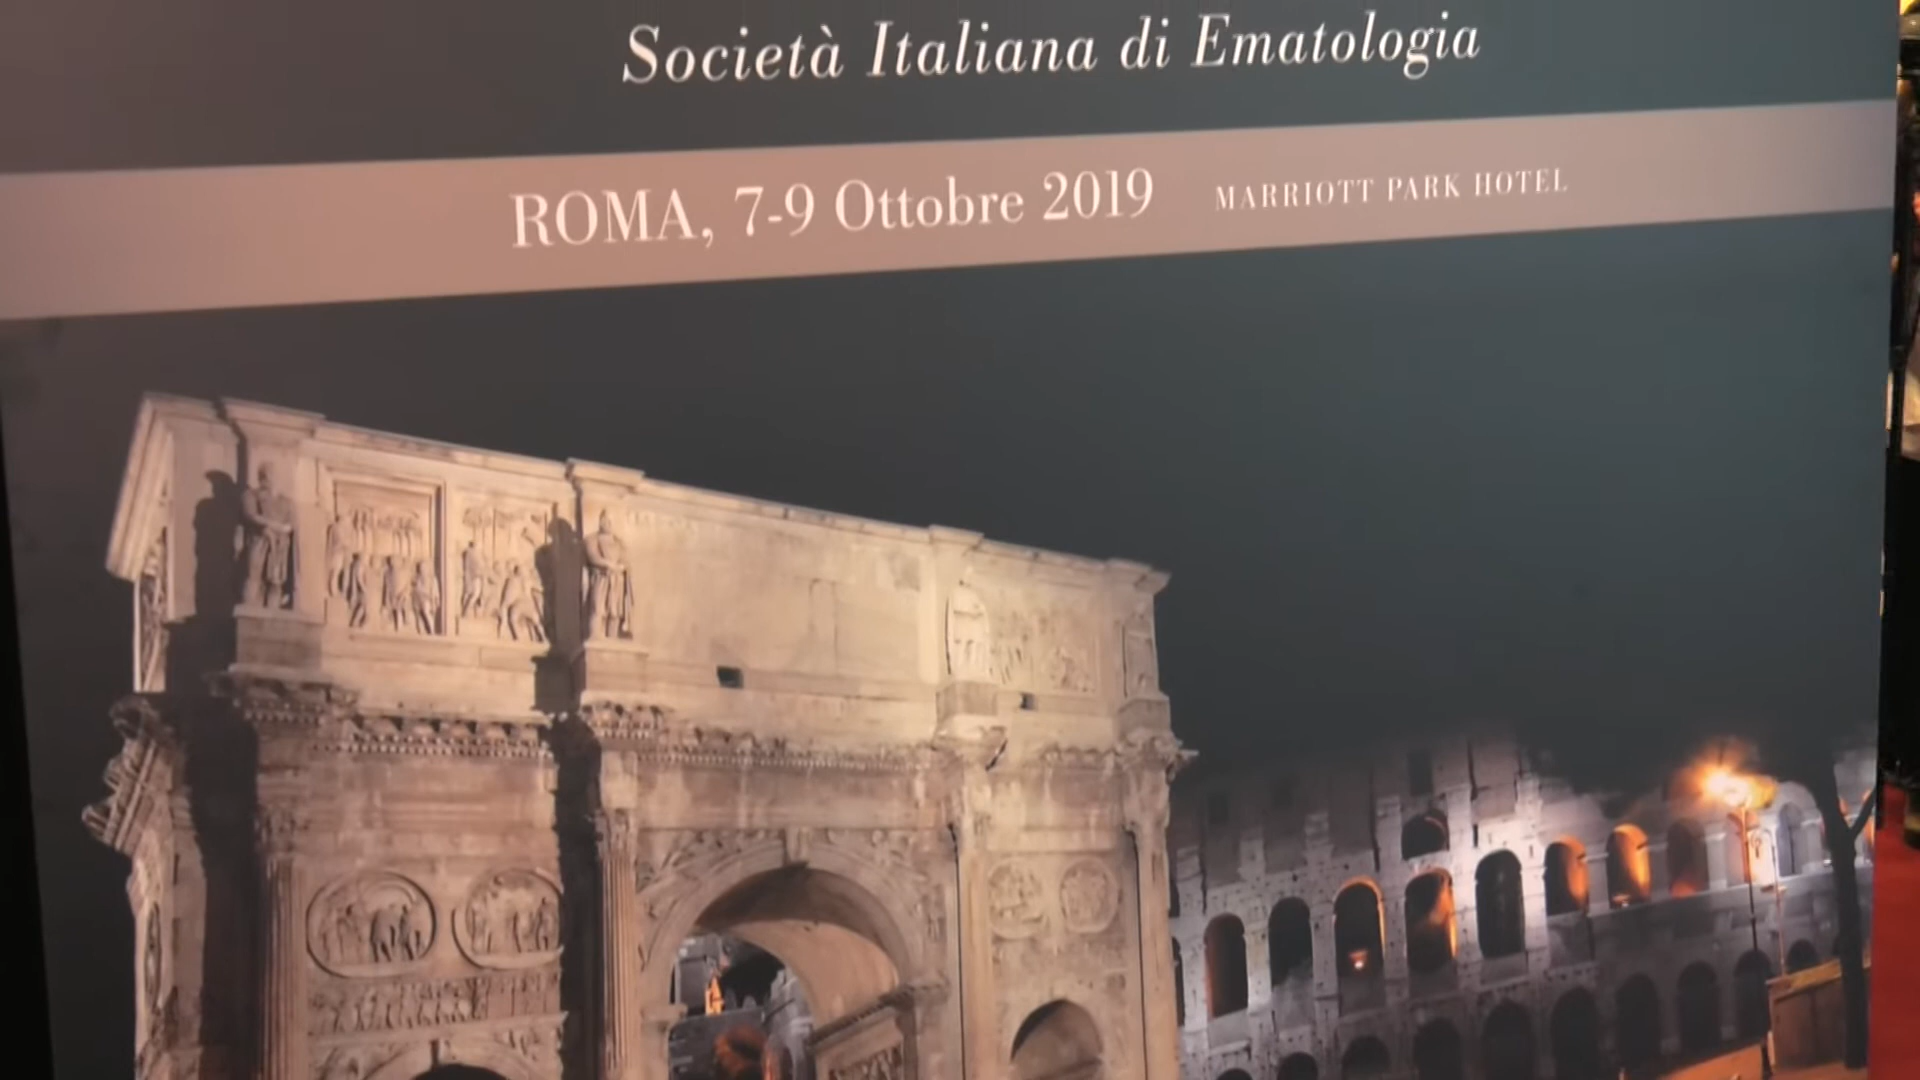 Società Italiana di Ematologia
ROMA, 7-9 Ottobre 2019 MARRIOTT PARK HOTEL